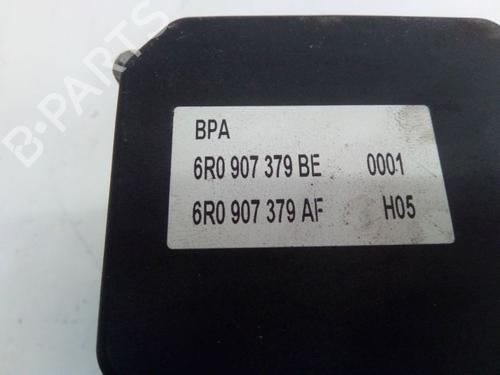 B-PARTS
BPA
6R0 907 379 BE 0001
6R0 907 379 AF H05